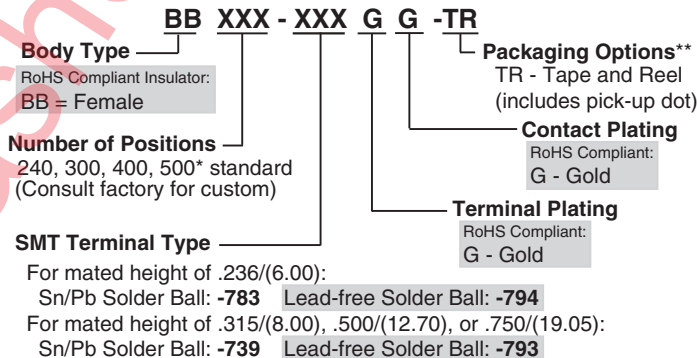 BB XXX - XXX G G -TR
Body Type
RoHS Compliant Insulator:
BB = Female
Packaging Options**
TR - Tape and Reel
(includes pick-up dot)
Number of Positions
240, 300, 400, 500* standard
(Consult factory for custom)
Contact Plating
RoHS Compliant:
G - Gold
Terminal Plating
RoHS Compliant:
G - Gold
SMT Terminal Type
For mated height of .236/(6.00):
Sn/Pb Solder Ball: -783 Lead-free Solder Ball: -794
For mated height of .315/(8.00), .500/(12.70), or .750/(19.05):
Sn/Pb Solder Ball: -739 Lead-free Solder Ball: -793